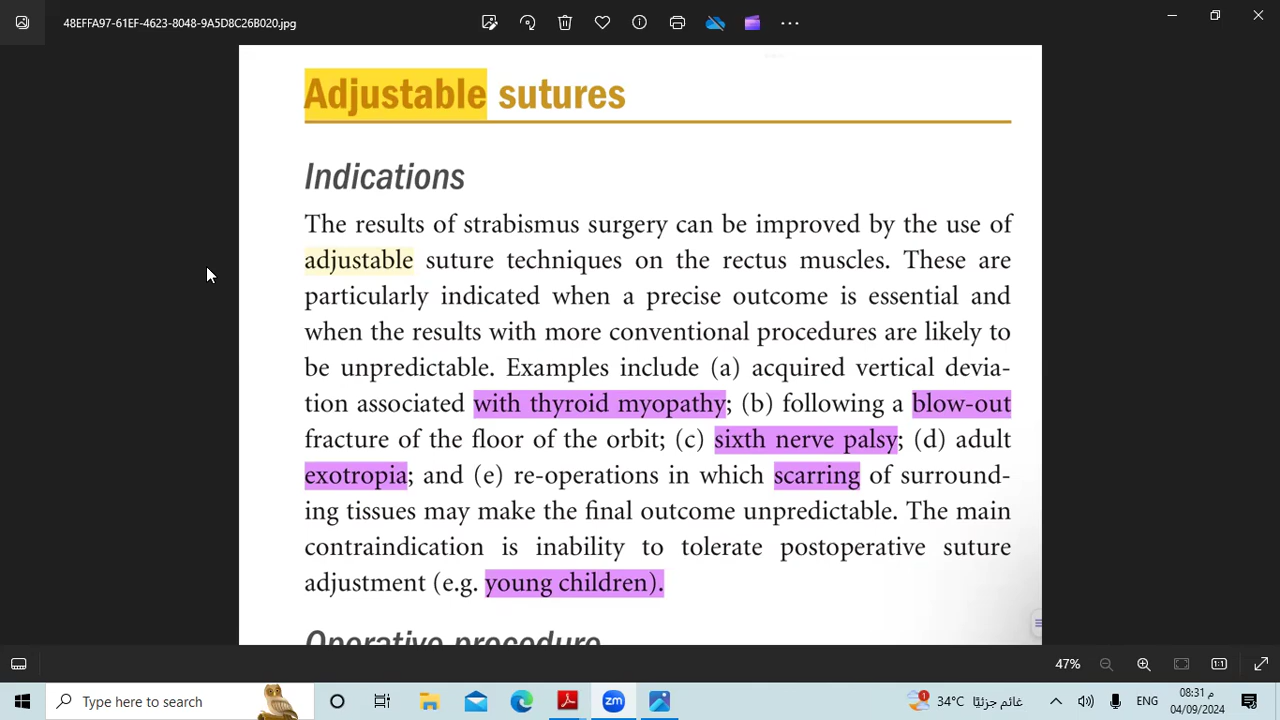 48EFFA97-61EF-4623-8048-9A5D8C26B020.jpg
Adjustable sutures
Indications
The results of strabismus surgery can be improved by the use of
adjustable suture techniques on the rectus muscles. These are
particularly indicated when a precise outcome is essential and
when the results with more conventional procedures are likely to
be unpredictable. Examples include (a) acquired vertical devia-
tion associated with thyroid myopathy; (b) following a blow-out
fracture of the floor of the orbit; (c) sixth nerve palsy; (d) adult
exotropia; and (e) re-operations in which scarring of surround-
ing tissues may make the final outcome unpredictable. The main
contraindication is inability to tolerate postoperative suture
adjustment (e.g. young children).
Operative procedure
47%
Type here to search
zm
1
34°C غائم جزئيًا
ENG
08:31 م
04/09/2024